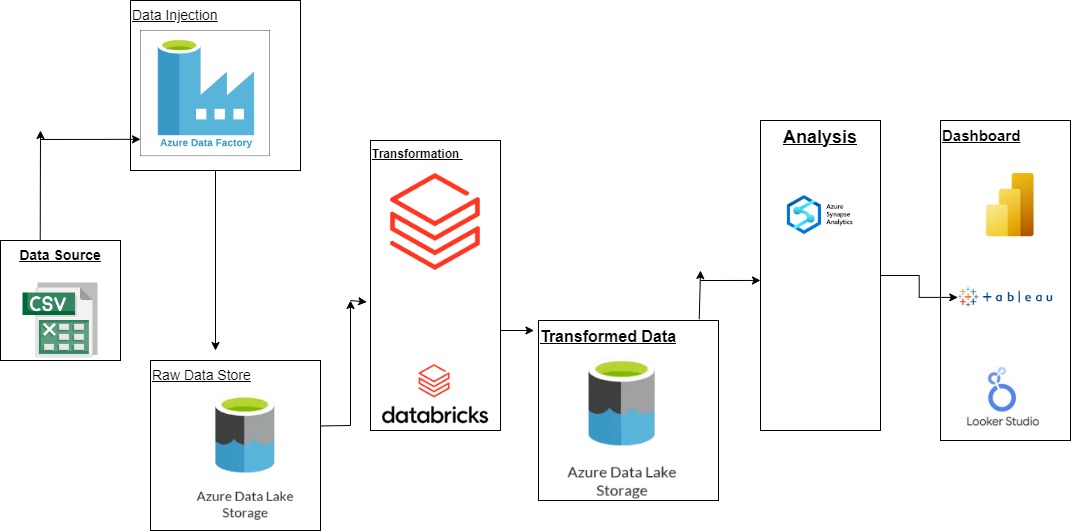 Data Injection
Azure Data Factory
Data Source
CSV
X
Raw Data Store
Azure Data Lake
Storage
Transformation
databricks
Transformed Data
Azure Data Lake
Storage
Analysis
Azure
Synapse
Analytics
Dashboard
+ableau
Looker Studio